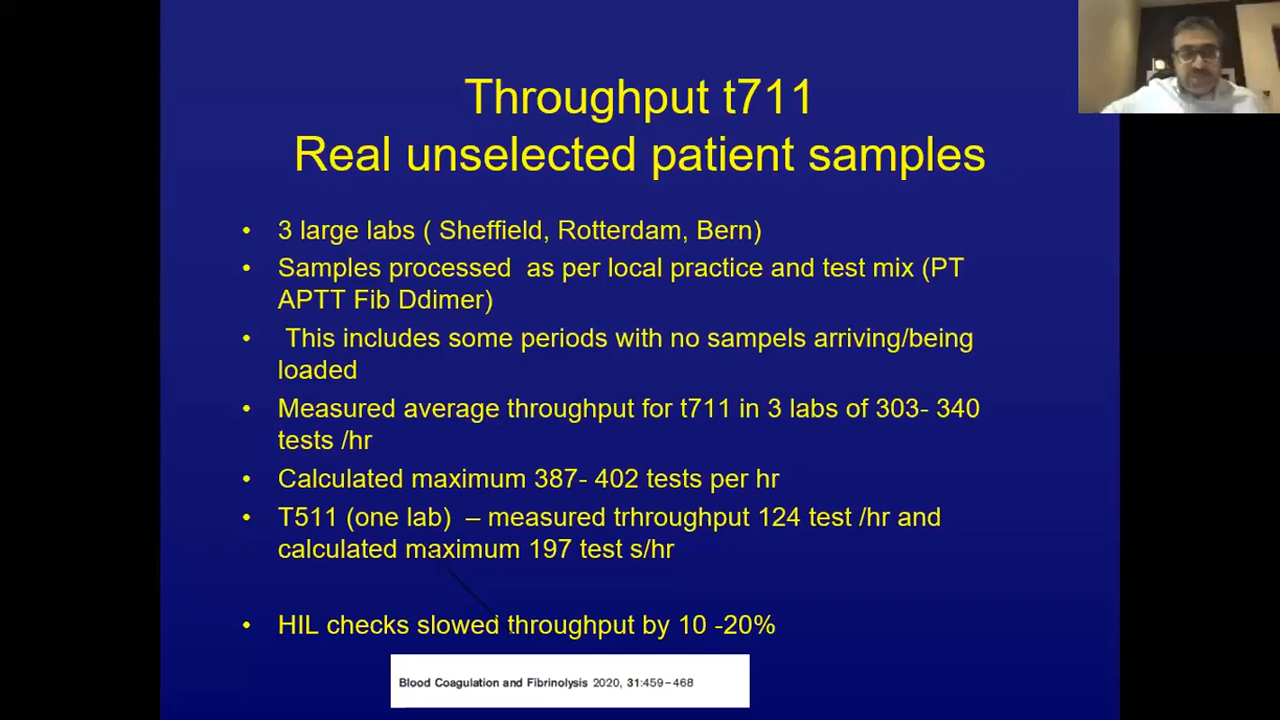 Throughput t711
Real unselected patient samples
• 3 large labs ( Sheffield, Rotterdam, Bern)
• Samples processed as per local practice and test mix (PT
APTT Fib Ddimer)
• This includes some periods with no sampels arriving/being
loaded
• Measured average throughput for t711 in 3 labs of 303- 340
tests /hr
• Calculated maximum 387- 402 tests per hr
• T511 (one lab) – measured trhroughput 124 test /hr and
calculated maximum 197 test s/hr
• HIL checks slowed throughput by 10 -20%
Blood Coagulation and Fibrinolysis 2020, 31:459–468